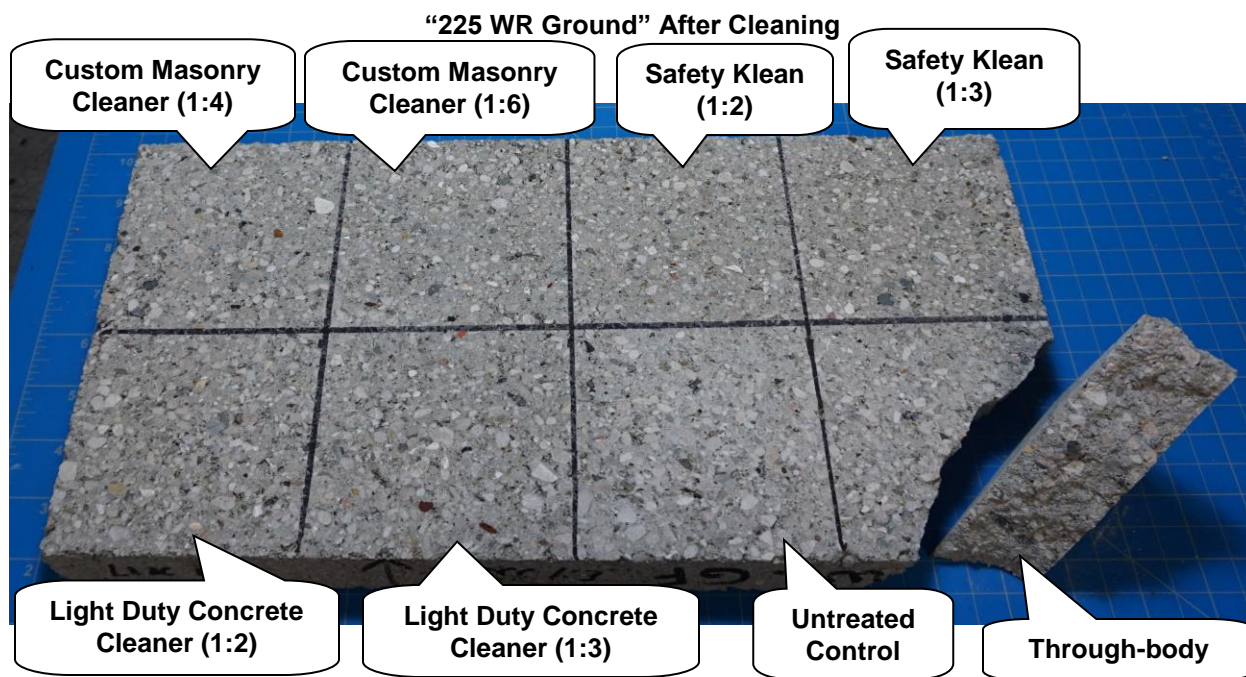 “225 WR Ground” After Cleaning
Custom Masonry
Cleaner (1:4)
Custom Masonry
Cleaner (1:6)
Safety Klean
(1:2)
Safety Klean
(1:3)
Light Duty Concrete
Cleaner (1:2)
Light Duty Concrete
Cleaner (1:3)
Untreated
Control
Through-body